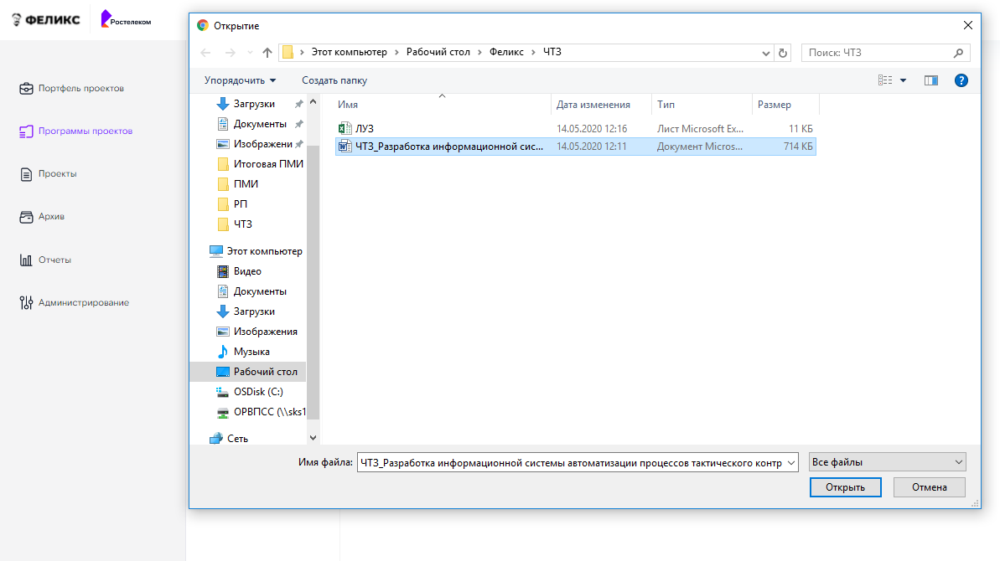 ФЕЛИКС
Ростелеком
Портфель проектов
Программы проектов
Проекты
Архив
Отчеты
Администрирование
Открытие
Этот компьютер > Рабочий стол > Феликс > ЧТЗ
Поиск: ЧТЗ
Упорядочить
Создать папку
Загрузки
Документы
Изображени
Итоговая ПМИ
ПМИ
РП
ЧТЗ
Этот компьютер
Видео
Документы
Загрузки
Изображения
Музыка
Рабочий стол
OSDisk (C:)
ОРВПСС (\\sks1
Сеть
Имя Дата изменения Тип Размер
ЛУЗ 14.05.2020 12:16 Лист Microsoft Ex... 11 КБ
ЧТЗ_Разработка информационной сис... 14.05.2020 12:11 Документ Micros... 714 КБ
Имя файла: ЧТЗ_Разработка информационной системы автоматизации процессов тактического контр
Все файлы
Открыть
Отмена